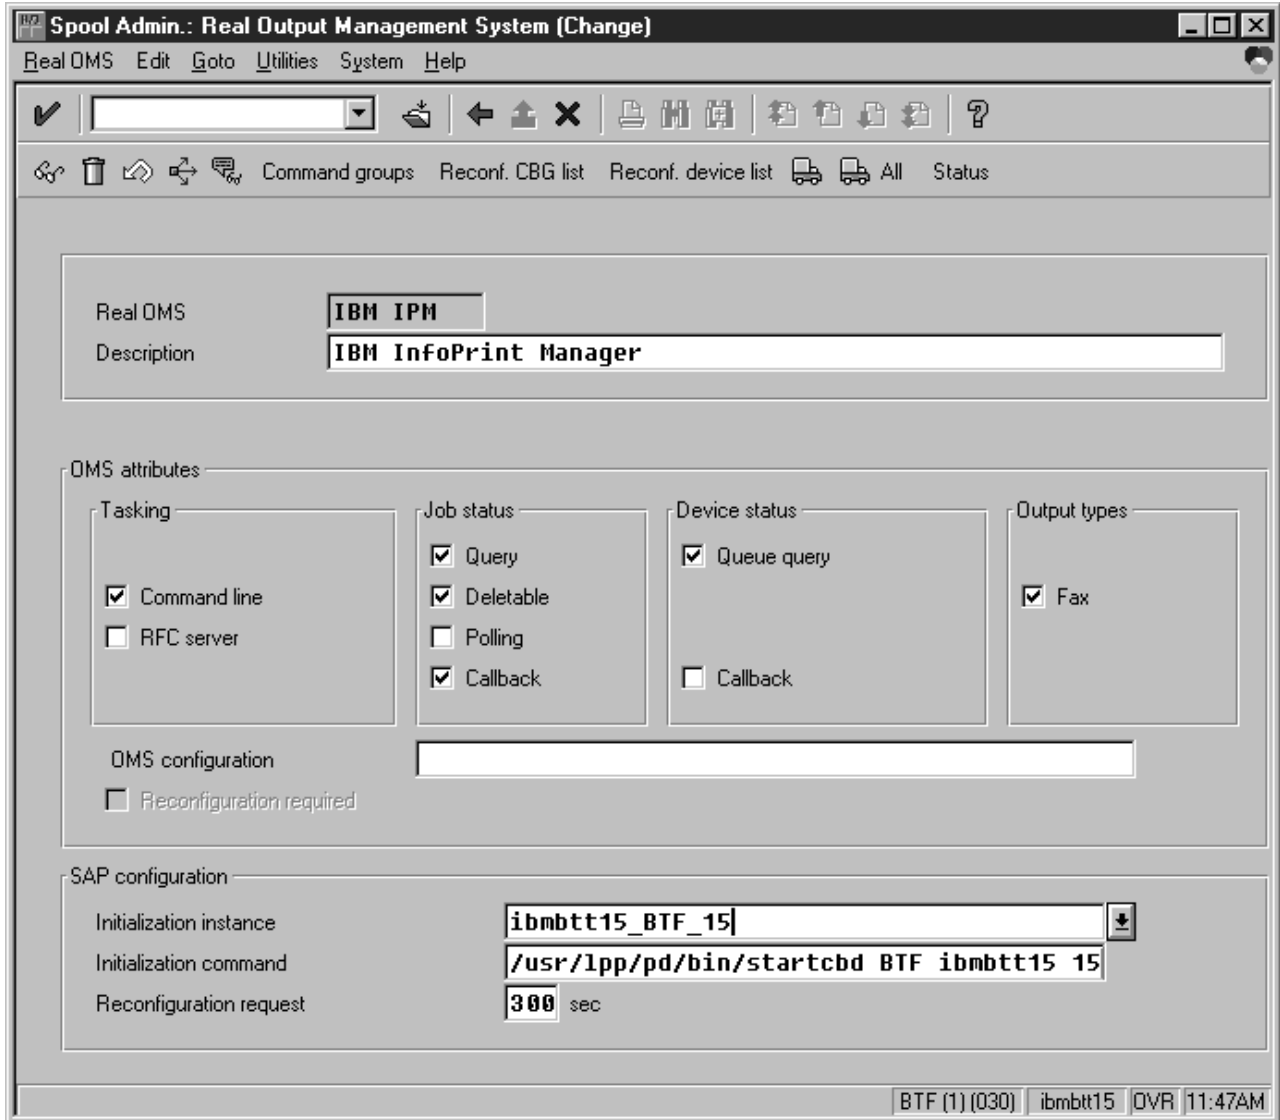 Spool Admin.: Real Output Management System (Change)
Real OMS Edit Goto Utilities System Help
Command groups Reconf. CBG list Reconf. device list All Status
Real OMS IBM IPM
Description IBM InfoPrint Manager
OMS attributes
Tasking Job status Device status Output types
Query Queue query
Command line Deletable Fax
RFC server Polling
Callback Callback
OMS configuration
Reconfiguration required
SAP configuration
Initialization instance ibmbtt15_BTF_15
Initialization command /usr/lpp/pd/bin/startcbd BTF ibmbtt15 15
Reconfiguration request 300 sec
BTF (1) (030) ibmbtt15 OVR 11:47AM